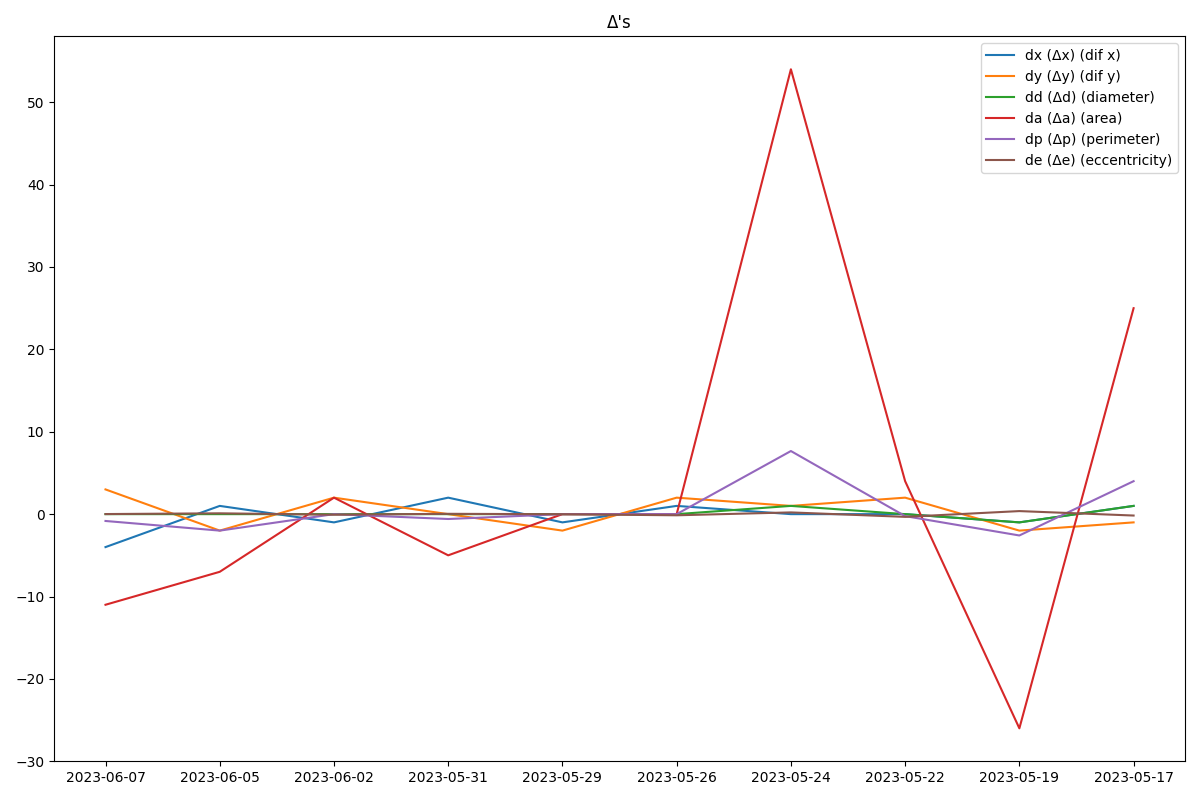 Δ's
dx (Δx) (dif x)
dy (Δy) (dif y)
dd (Δd) (diameter)
da (Δa) (area)
dp (Δp) (perimeter)
de (Δe) (eccentricity)
50
40
30
20
10
0
−10
−20
−30
2023-06-07 2023-06-05 2023-06-02 2023-05-31 2023-05-29 2023-05-26 2023-05-24 2023-05-22 2023-05-19 2023-05-17